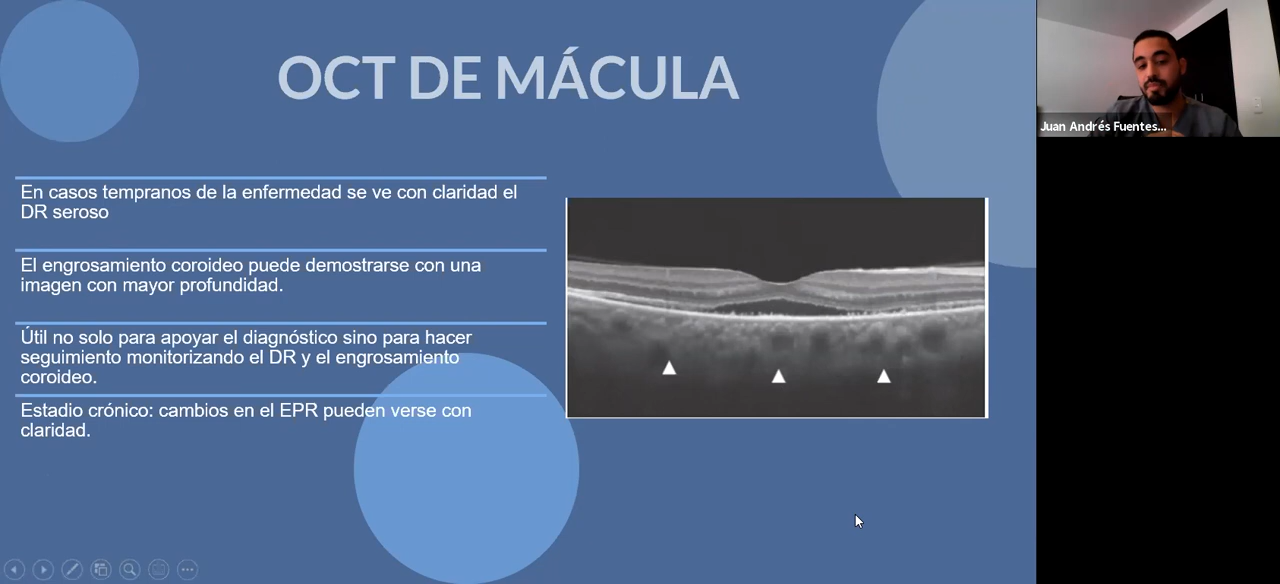 OCT DE MÁCULA
En casos tempranos de la enfermedad se ve con claridad el
DR seroso
El engrosamiento coroideo puede demostrarse con una
imagen con mayor profundidad.
Útil no solo para apoyar el diagnóstico sino para hacer
seguimiento monitorizando el DR y el engrosamiento
coroideo.
Estadio crónico: cambios en el EPR pueden verse con
claridad.
Juan Andrés Fuentes...